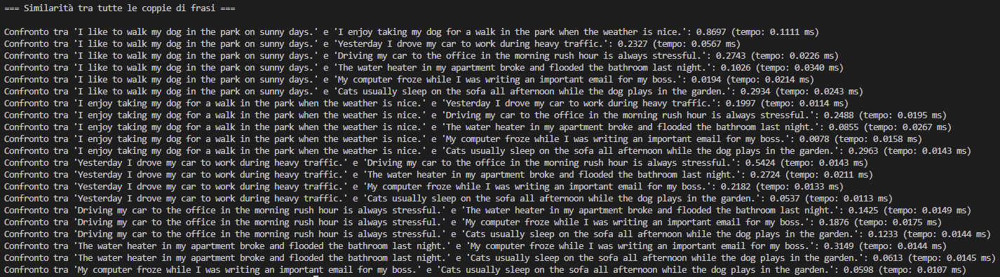 === Similarità tra tutte le coppie di frasi ===
Confronto tra 'I like to walk my dog in the park on sunny days.' e 'I enjoy taking my dog for a walk in the park when the weather is nice.': 0.8697 (tempo: 0.1111 ms)
Confronto tra 'I like to walk my dog in the park on sunny days.' e 'Yesterday I drove my car to work during heavy traffic.': 0.2327 (tempo: 0.0567 ms)
Confronto tra 'I like to walk my dog in the park on sunny days.' e 'Driving my car to the office in the morning rush hour is always stressful.': 0.2743 (tempo: 0.0226 ms)
Confronto tra 'I like to walk my dog in the park on sunny days.' e 'The water heater in my apartment broke and flooded the bathroom last night.': 0.1026 (tempo: 0.0340 ms)
Confronto tra 'I like to walk my dog in the park on sunny days.' e 'My computer froze while I was writing an important email for my boss.': 0.0194 (tempo: 0.0214 ms)
Confronto tra 'I like to walk my dog in the park on sunny days.' e 'Cats usually sleep on the sofa all afternoon while the dog plays in the garden.': 0.2934 (tempo: 0.0243 ms)
Confronto tra 'I enjoy taking my dog for a walk in the park when the weather is nice.' e 'Yesterday I drove my car to work during heavy traffic.': 0.1997 (tempo: 0.0114 ms)
Confronto tra 'I enjoy taking my dog for a walk in the park when the weather is nice.' e 'Driving my car to the office in the morning rush hour is always stressful.': 0.2488 (tempo: 0.0195 ms)
Confronto tra 'I enjoy taking my dog for a walk in the park when the weather is nice.' e 'The water heater in my apartment broke and flooded the bathroom last night.': 0.0855 (tempo: 0.0267 ms)
Confronto tra 'I enjoy taking my dog for a walk in the park when the weather is nice.' e 'My computer froze while I was writing an important email for my boss.': 0.0078 (tempo: 0.0158 ms)
Confronto tra 'I enjoy taking my dog for a walk in the park when the weather is nice.' e 'Cats usually sleep on the sofa all afternoon while the dog plays in the garden.': 0.2963 (tempo: 0.0143 ms)
Confronto tra 'Yesterday I drove my car to work during heavy traffic.' e 'Driving my car to the office in the morning rush hour is always stressful.': 0.5424 (tempo: 0.0143 ms)
Confronto tra 'Yesterday I drove my car to work during heavy traffic.' e 'The water heater in my apartment broke and flooded the bathroom last night.': 0.2724 (tempo: 0.0211 ms)
Confronto tra 'Yesterday I drove my car to work during heavy traffic.' e 'My computer froze while I was writing an important email for my boss.': 0.2182 (tempo: 0.0133 ms)
Confronto tra 'Yesterday I drove my car to work during heavy traffic.' e 'Cats usually sleep on the sofa all afternoon while the dog plays in the garden.': 0.0537 (tempo: 0.0113 ms)
Confronto tra 'Driving my car to the office in the morning rush hour is always stressful.' e 'The water heater in my apartment broke and flooded the bathroom last night.': 0.1425 (tempo: 0.0149 ms)
Confronto tra 'Driving my car to the office in the morning rush hour is always stressful.' e 'My computer froze while I was writing an important email for my boss.': 0.1876 (tempo: 0.0175 ms)
Confronto tra 'Driving my car to the office in the morning rush hour is always stressful.' e 'Cats usually sleep on the sofa all afternoon while the dog plays in the garden.': 0.1233 (tempo: 0.0144 ms)
Confronto tra 'The water heater in my apartment broke and flooded the bathroom last night.' e 'My computer froze while I was writing an important email for my boss.': 0.3149 (tempo: 0.0144 ms)
Confronto tra 'The water heater in my apartment broke and flooded the bathroom last night.' e 'Cats usually sleep on the sofa all afternoon while the dog plays in the garden.': 0.0613 (tempo: 0.0145 ms)
Confronto tra 'My computer froze while I was writing an important email for my boss.' e 'Cats usually sleep on the sofa all afternoon while the dog plays in the garden.': 0.0598 (tempo: 0.0107 ms)